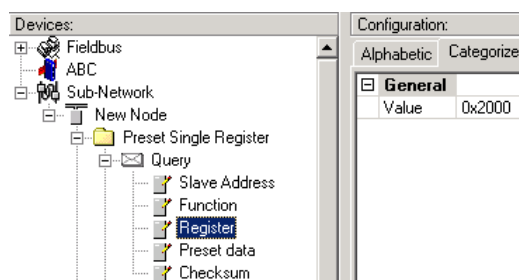 Devices:
Fieldbus
ABC
Sub-Network
New Node
Preset Single Register
Query
Slave Address
Function
Register
Preset data
Checksum
Configuration:
Alphabetic Categorize
General
Value 0x2000